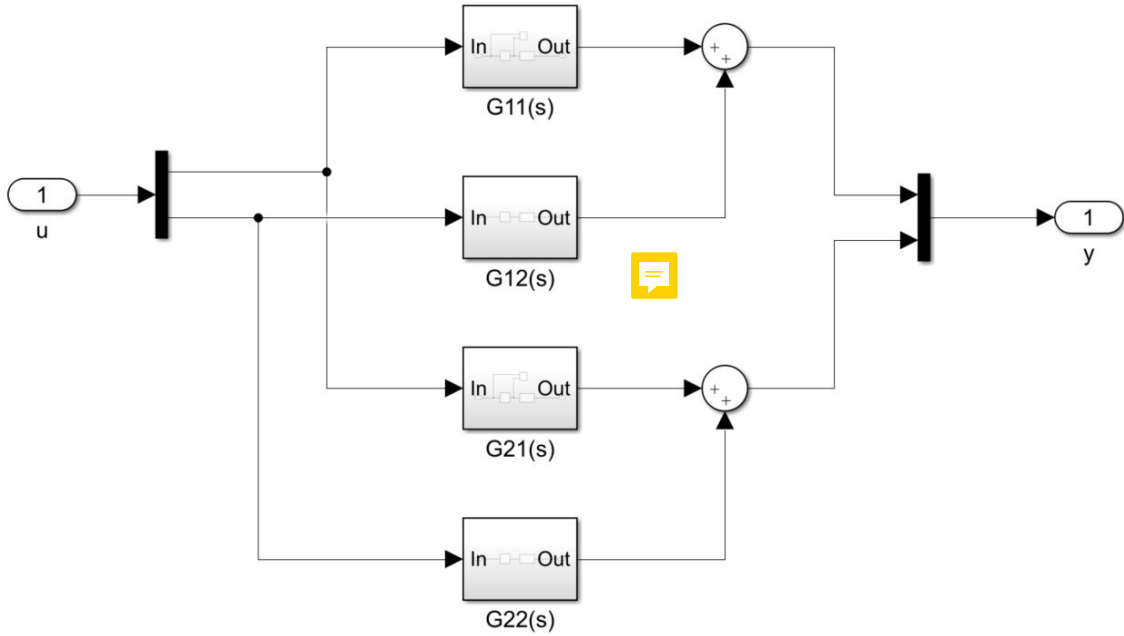 In Out
+
+
G11(s)
1
u
In Out
G12(s)
1
y
In Out
+
+
G21(s)
In Out
G22(s)